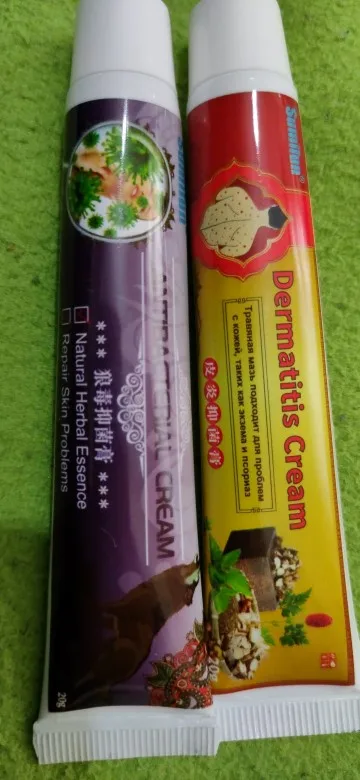 ANTIBACTERIAL CREAM
*** 狼毒抑菌膏 ***
Natural Herbal Essence
Repair Skin Problems
20g
Sumifun
Dermatitis Cream
Травяная мазь подходит для проблем
с кожей, таких как экзема и псориаз
皮炎抑菌膏